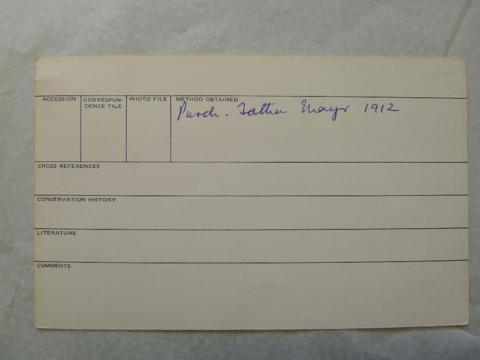 ACCESSION
CORRESPON-
DENCE FILE
PHOTO FILE
METHOD OBTAINED
Purch. Father Mayr 1912
CROSS REFERENCES
CONSERVATION HISTORY
LITERATURE
COMMENTS